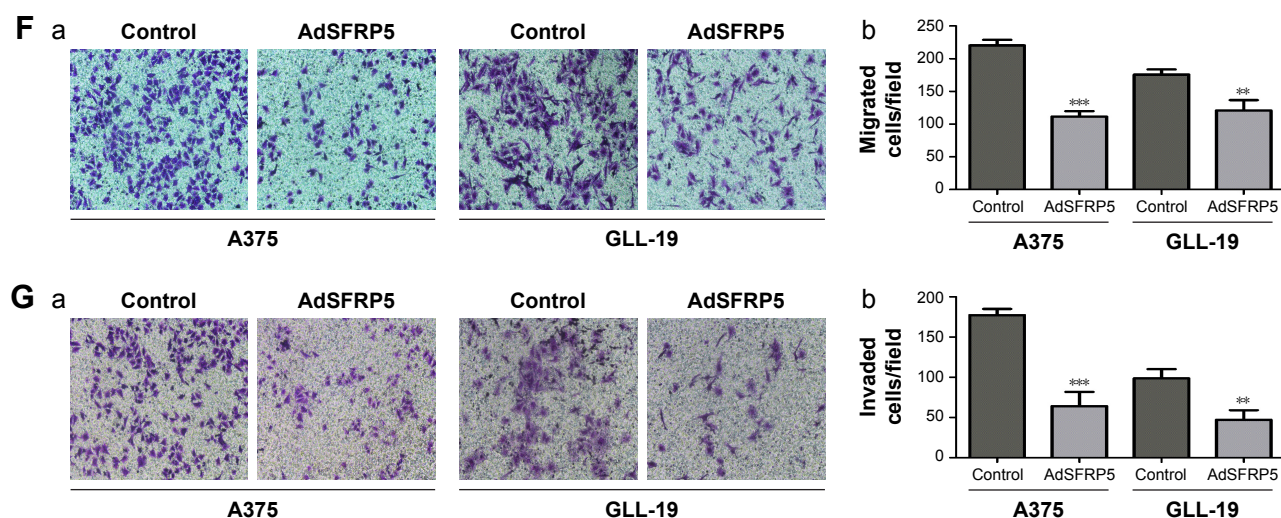 F a Control AdSFRP5 Control AdSFRP5
A375 GLL-19
b
Migrated
cells/field
250
200
150
100
50
0
***
**
Control AdSFRP5 Control AdSFRP5
A375 GLL-19
G a Control AdSFRP5 Control AdSFRP5
A375 GLL-19
b
Invaded
cells/field
200
150
100
50
0
***
**
Control AdSFRP5 Control AdSFRP5
A375 GLL-19